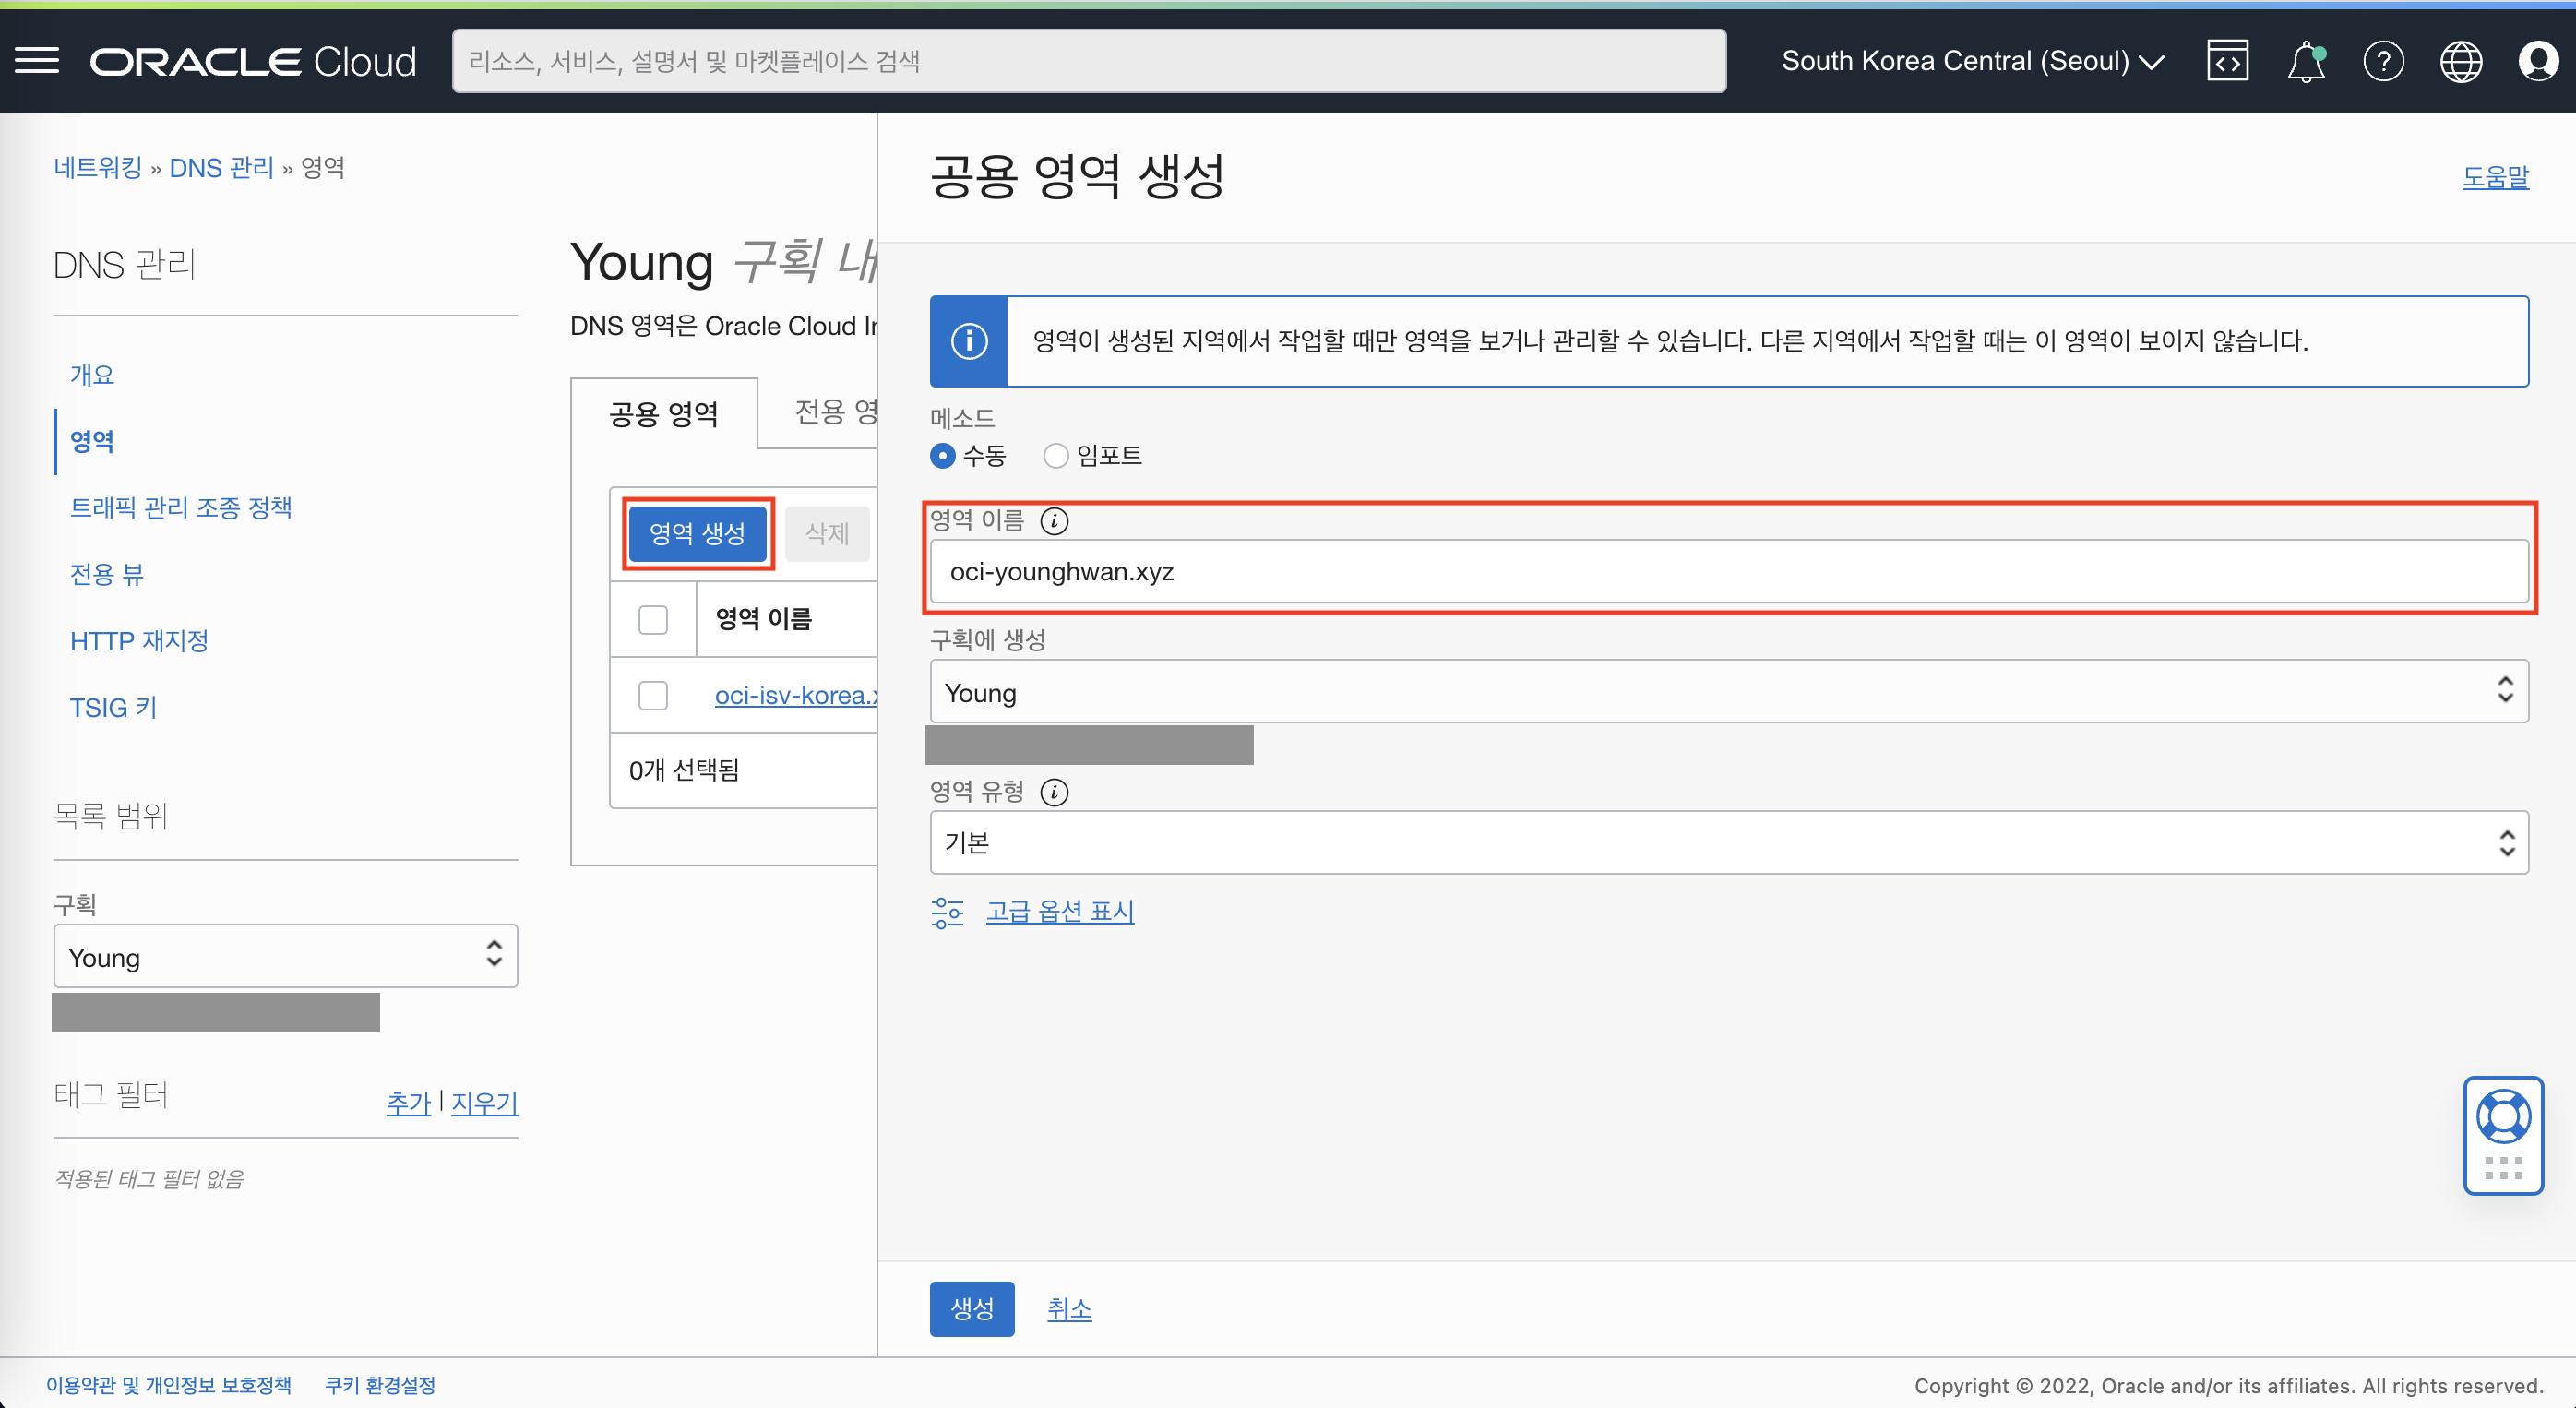 ORACLE Cloud
리소스, 서비스, 설명서 및 마켓플레이스 검색
South Korea Central (Seoul)
네트워킹 » DNS 관리 » 영역
DNS 관리
개요
영역
트래픽 관리 조종 정책
전용 뷰
HTTP 재지정
TSIG 키
목록 범위
구획
Young
태그 필터
추가 | 지우기
적용된 태그 필터 없음
Young 구획 내
DNS 영역은 Oracle Cloud
공용 영역
전용
영역 생성
삭제
영역 이름
oci-isv-korea.
0개 선택됨
공용 영역 생성
도움말
영역이 생성된 지역에서 작업할 때만 영역을 보거나 관리할 수 있습니다. 다른 지역에서 작업할 때는 이 영역이 보이지 않습니다.
메소드
수동
임포트
영역 이름
oci-younghwan.xyz
구획에 생성
Young
영역 유형
기본
고급 옵션 표시
생성
취소
이용약관 및 개인정보 보호정책
쿠키 환경설정
Copyright © 2022, Oracle and/or its affiliates. All rights reserved.